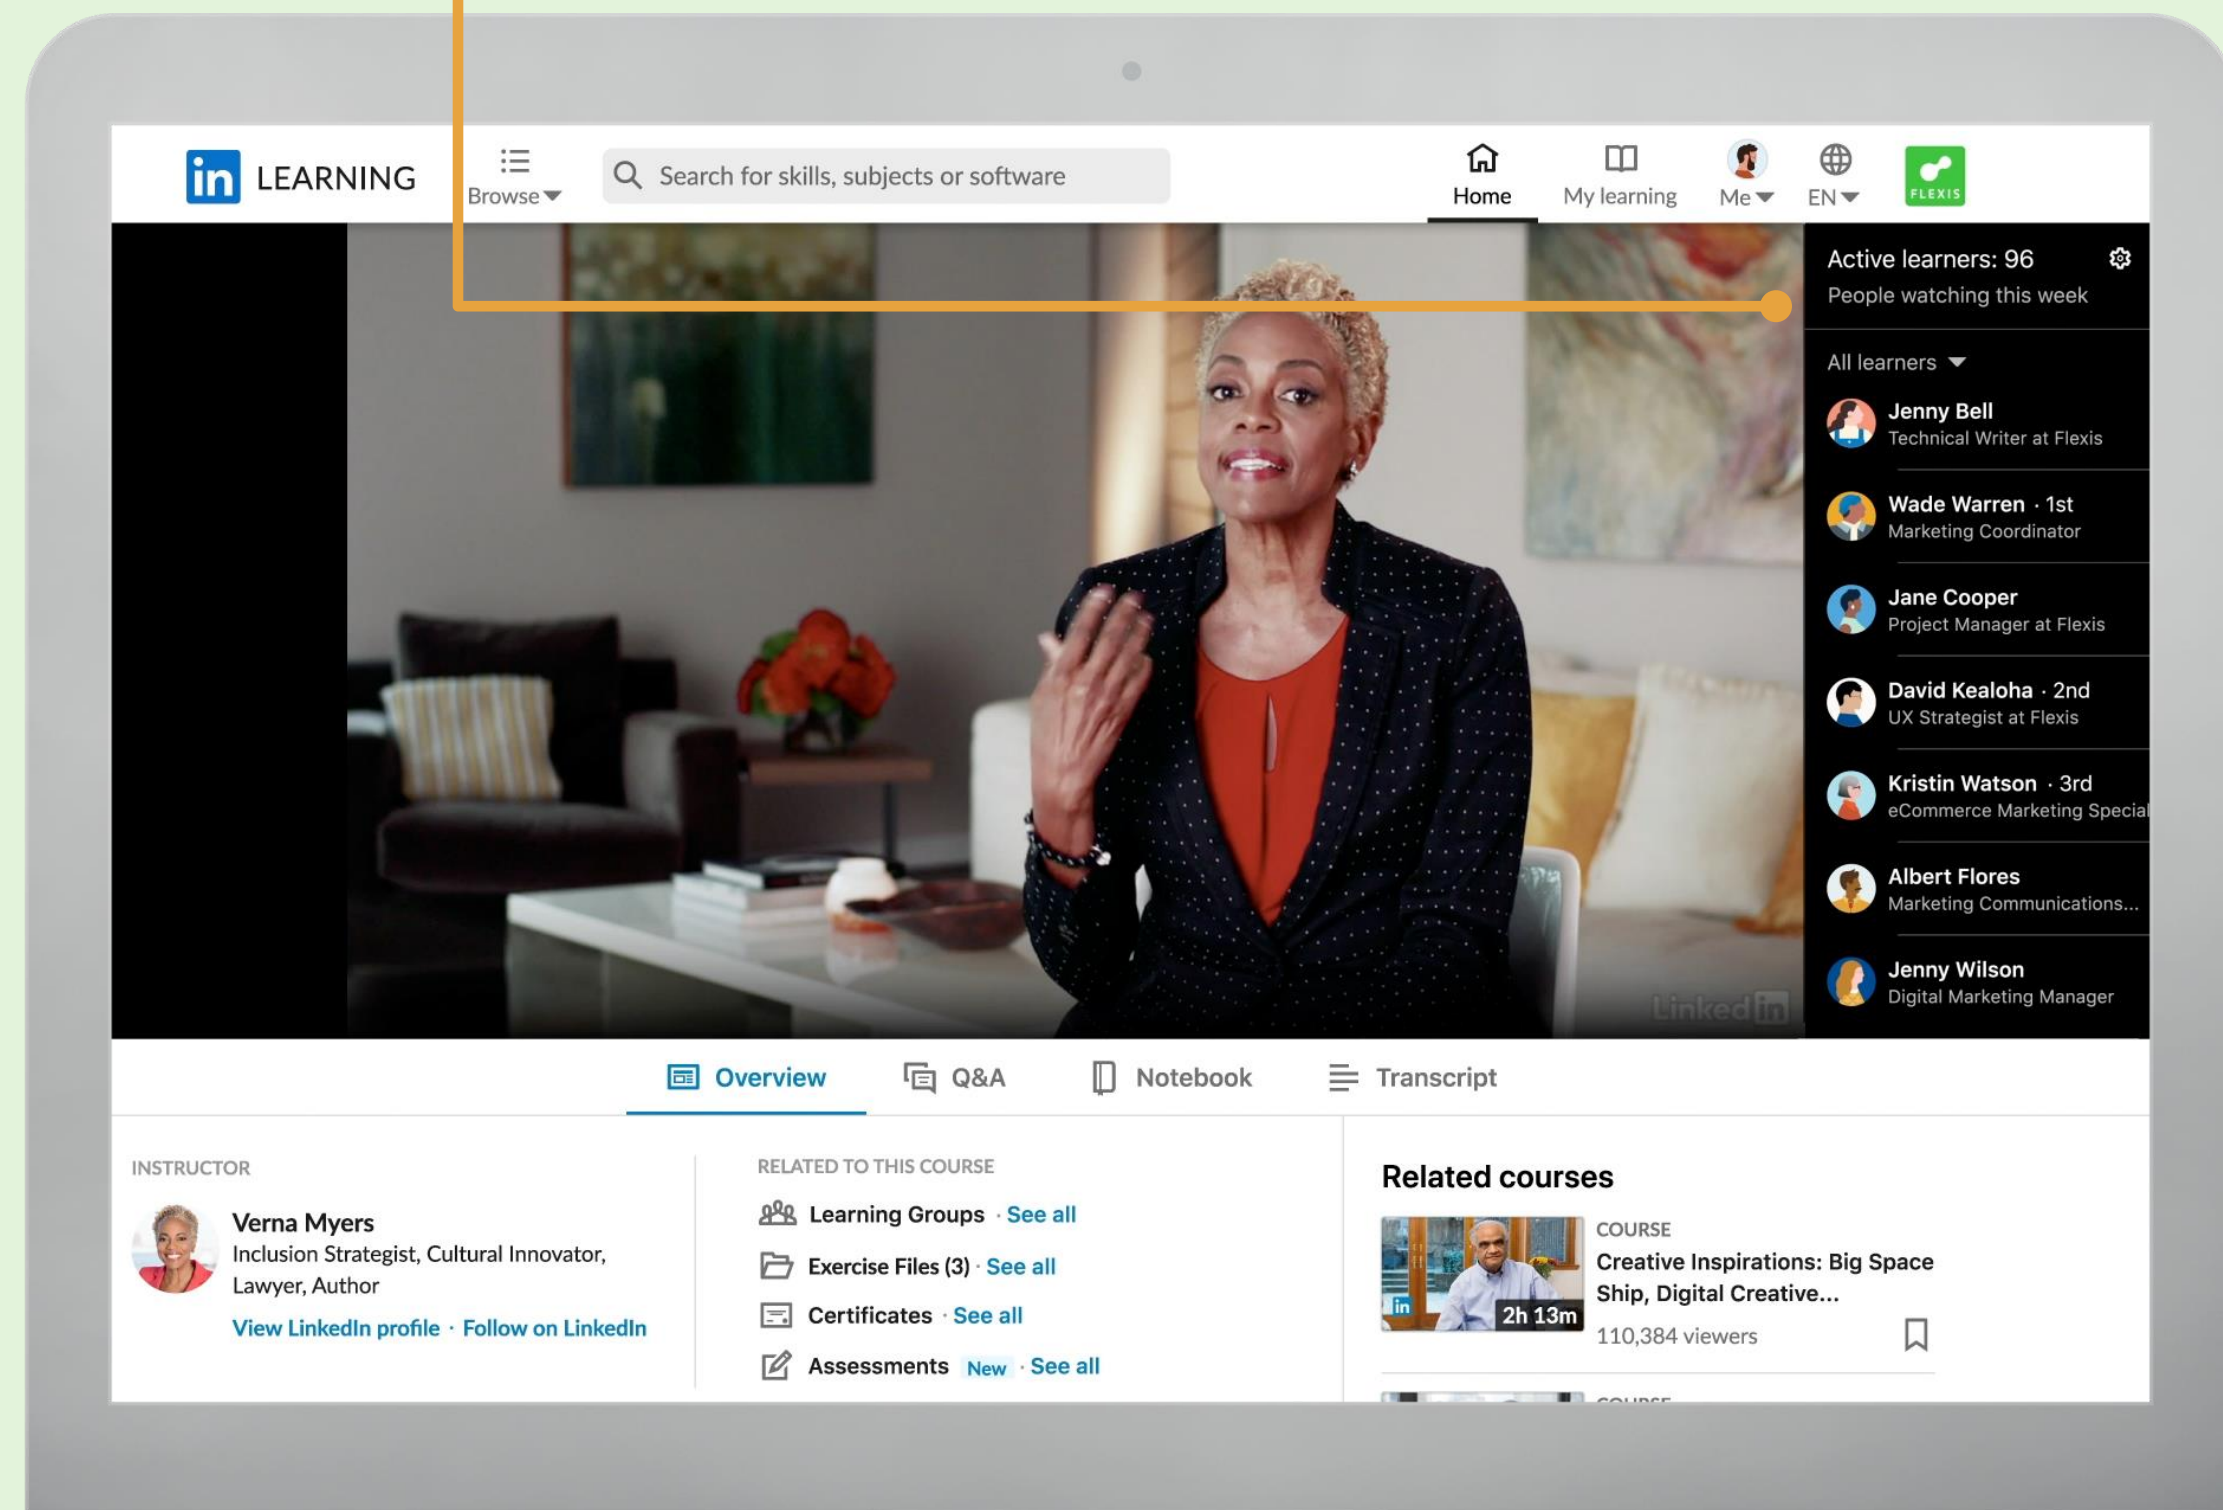 in LEARNING
Browse
Search for skills, subjects or software
Home
My learning
Me
EN
FLEXIS
Active learners: 96
People watching this week
All learners
Jenny Bell
Technical Writer at Flexis
Wade Warren · 1st
Marketing Coordinator
Jane Cooper
Project Manager at Flexis
David Kealoha · 2nd
UX Strategist at Flexis
Kristin Watson · 3rd
eCommerce Marketing Special
Albert Flores
Marketing Communications...
Jenny Wilson
Digital Marketing Manager
Linked in
Overview
Q&A
Notebook
Transcript
INSTRUCTOR
Verna Myers
Inclusion Strategist, Cultural Innovator,
Lawyer, Author
View LinkedIn profile · Follow on LinkedIn
RELATED TO THIS COURSE
Learning Groups · See all
Exercise Files (3) · See all
Certificates · See all
Assessments New · See all
Related courses
in
2h 13m
COURSE
Creative Inspirations: Big Space
Ship, Digital Creative...
110,384 viewers
COURSE